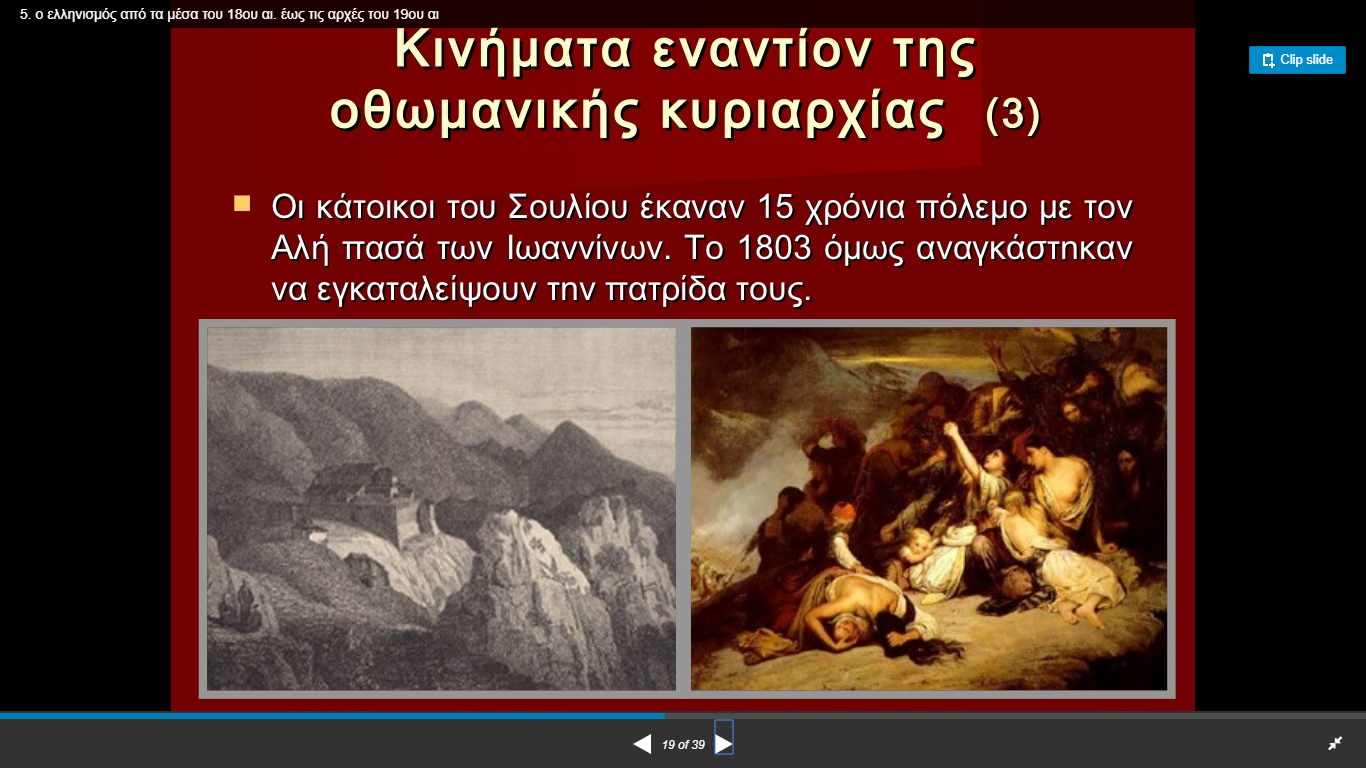 5. ο ελληνισμός από τα μέσα του 18ου αι. έως τις αρχές του 19ου αι
Clip slide
Κινήματα εναντίον της
οθωμανικής κυριαρχίας (3)
Οι κάτοικοι του Σουλίου έκαναν 15 χρόνια πόλεμο με τον
Αλή πασά των Ιωαννίνων. Το 1803 όμως αναγκάστηκαν
να εγκαταλείψουν την πατρίδα τους.
19 of 39